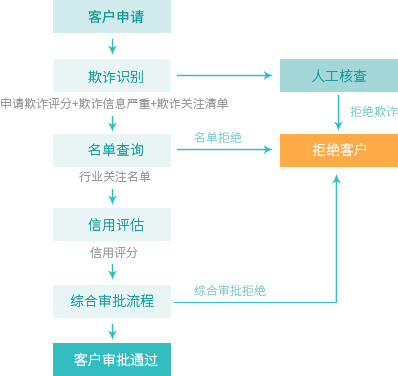 客户申请
欺诈识别
人工核查
申请欺诈评分+欺诈信息严重+欺诈关注清单
拒绝欺诈
名单查询
名单拒绝
拒绝客户
行业关注名单
信用评估
信用评分
综合审批流程
综合审批拒绝
客户审批通过